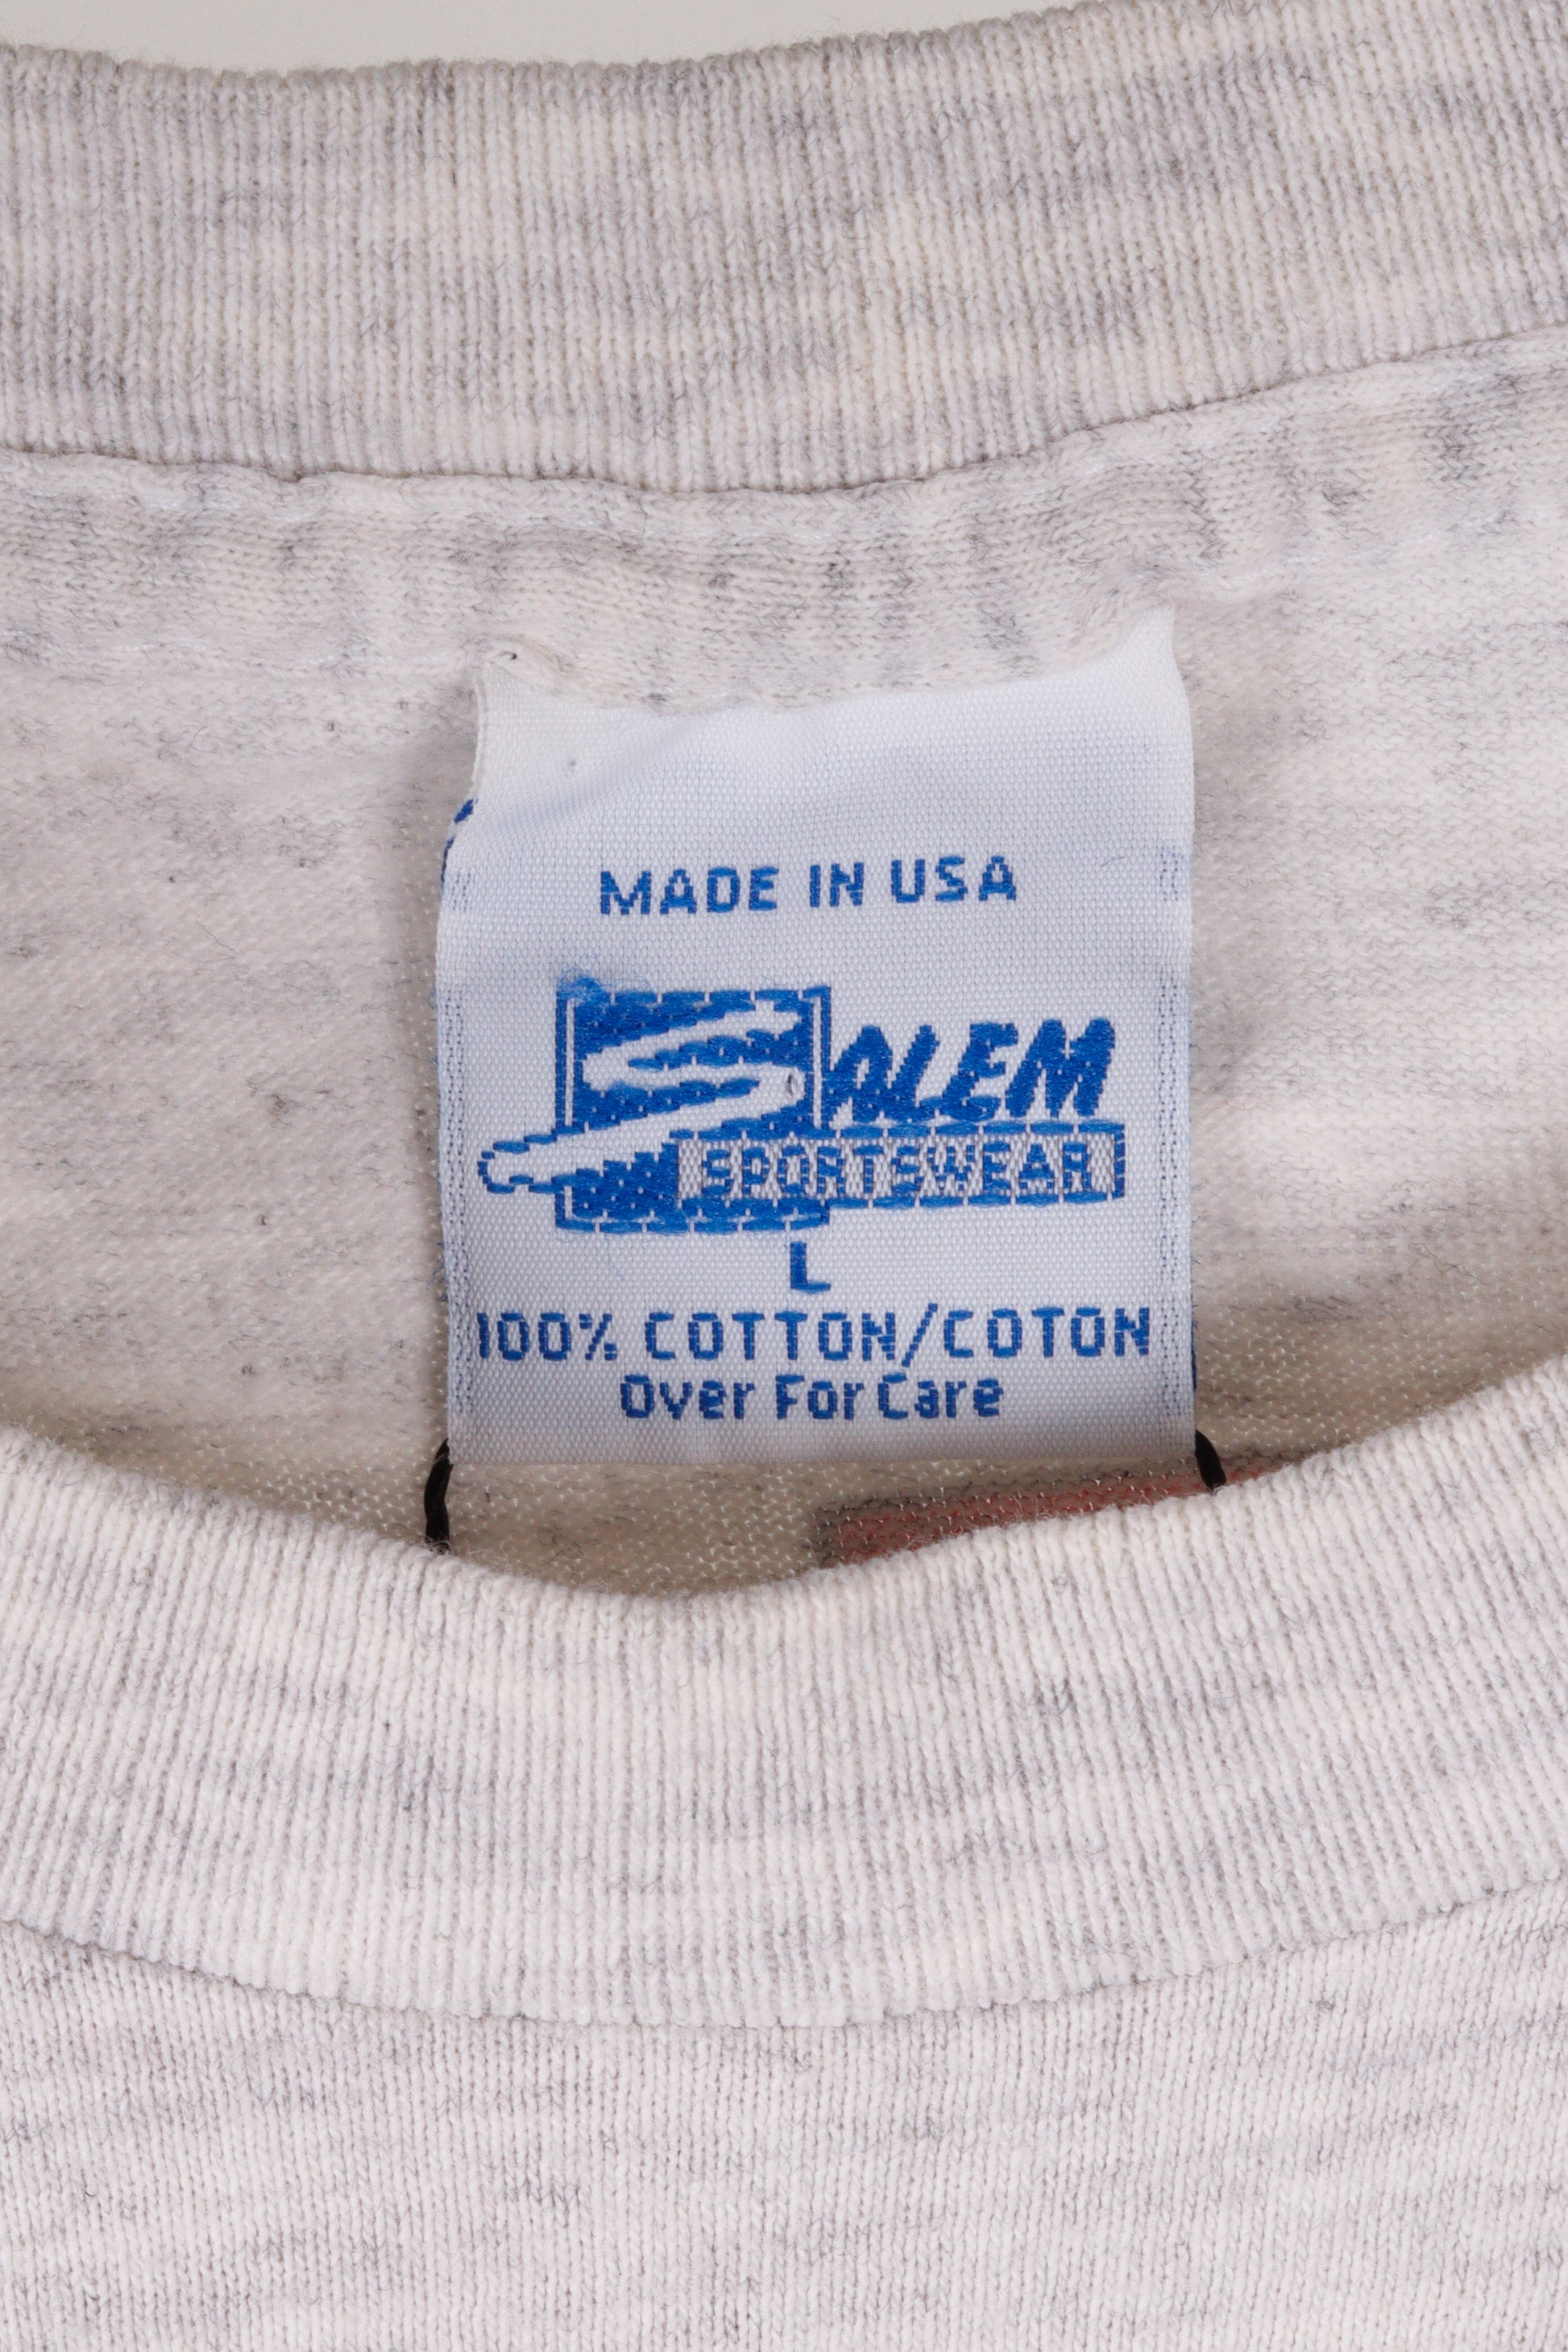 MADE IN USA
SALEM
SPORTSWEAR
L
100% COTTON/COTON
Over For Care